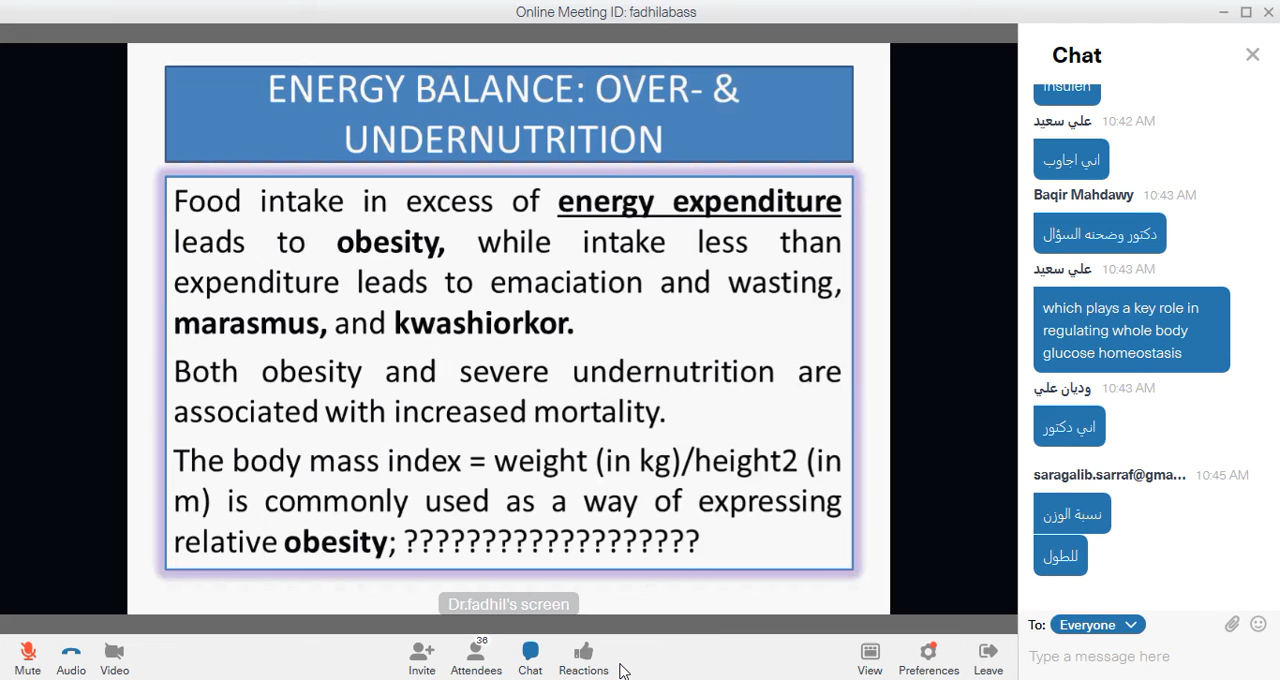 Online Meeting ID: fadhilabass
ENERGY BALANCE: OVER- &
UNDERNUTRITION
Food intake in excess of energy expenditure
leads to obesity, while intake less than
expenditure leads to emaciation and wasting,
marasmus, and kwashiorkor.
Both obesity and severe undernutrition are
associated with increased mortality.
The body mass index = weight (in kg)/height2 (in
m) is commonly used as a way of expressing
relative obesity; ???????????????????
Dr.fadhil's screen
Mute
Audio
Video
Invite
36
Attendees
Chat
Reactions
View
Preferences
Leave
Chat
علي سعيد 10:42 AM
اني اجاوب
Baqir Mahdawy 10:43 AM
دكتور وضحنه السؤال
علي سعيد 10:43 AM
which plays a key role in
regulating whole body
glucose homeostasis
وديان علي 10:43 AM
اني دكتور
saragalib.sarraf@gma... 10:45 AM
نسبة الوزن
للطول
To: Everyone
Type a message here